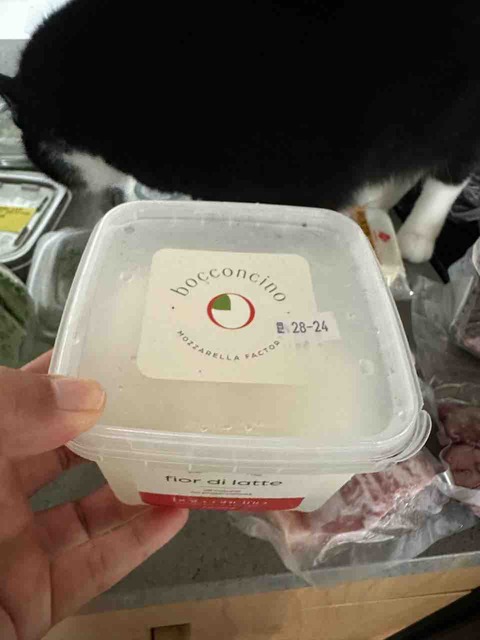 bocconcino
MOZZARELLA FACTOR
28-24
fior di latte